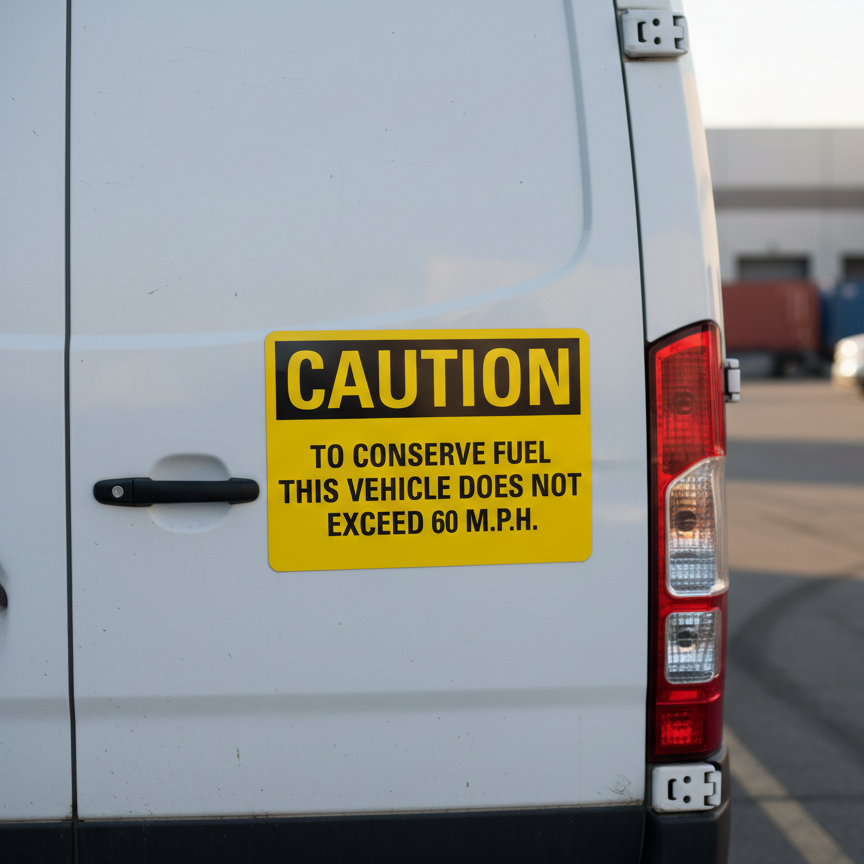 CAUTION
TO CONSERVE FUEL
THIS VEHICLE DOES NOT
EXCEED 60 M.P.H.